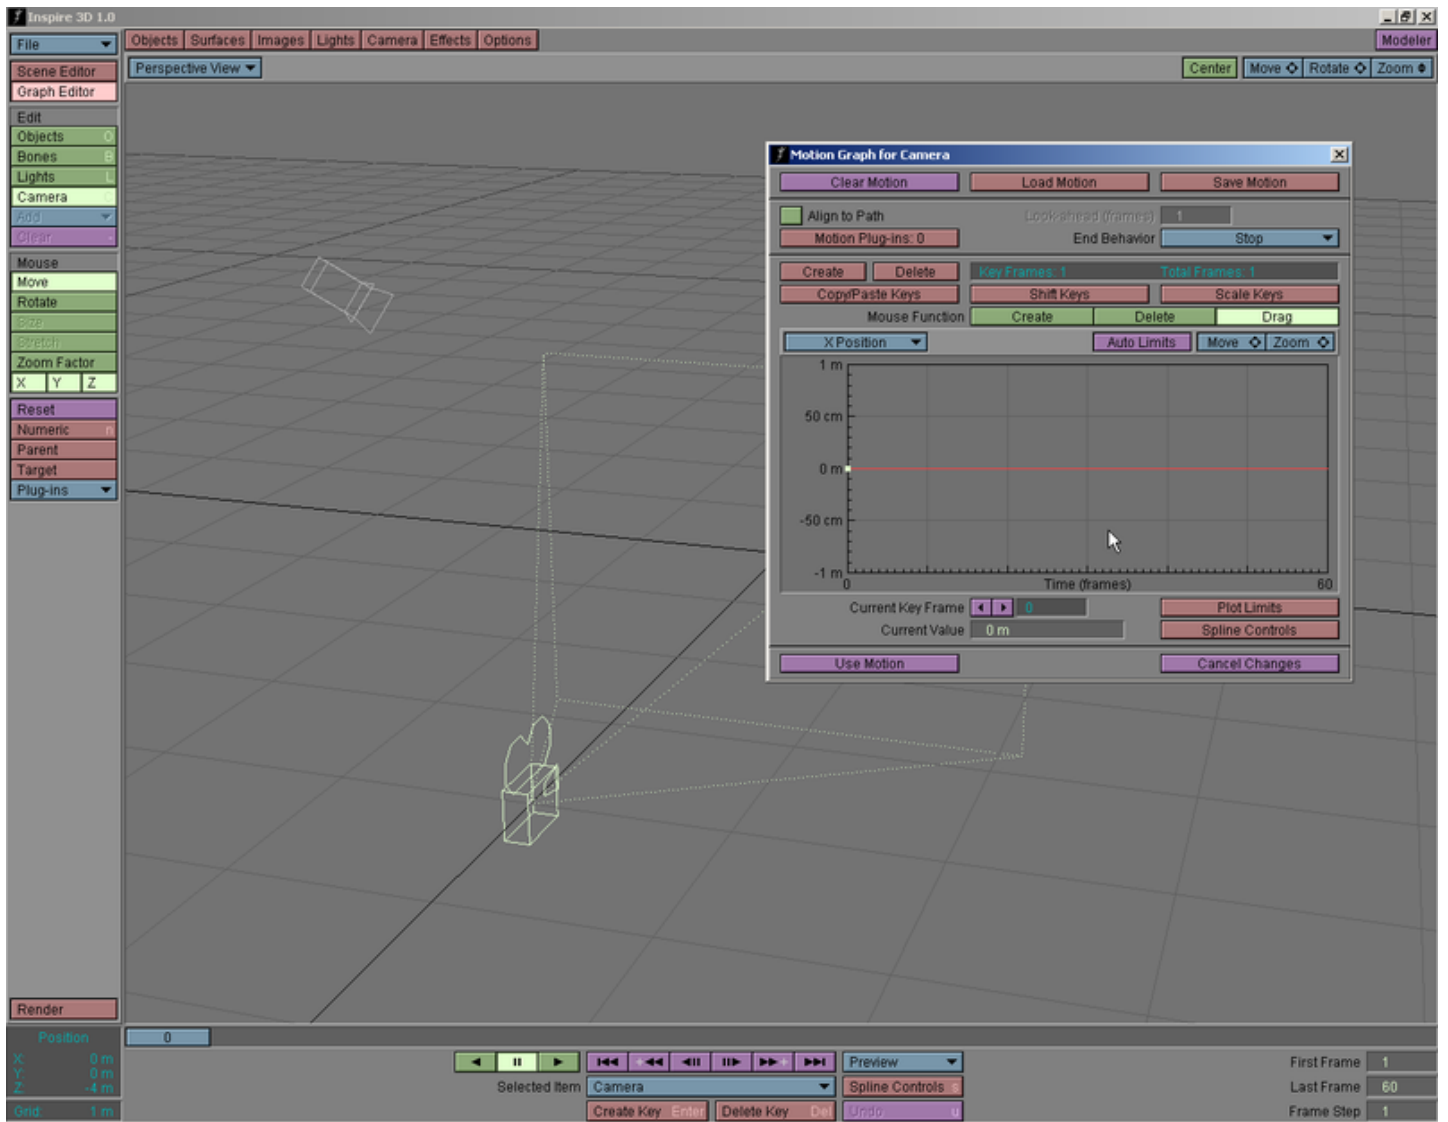 Inspire 3D 1.0
File
Objects Surfaces Images Lights Camera Effects Options
Modeler
Perspective View
Center Move Rotate Zoom
Scene Editor
Graph Editor
Edit
Objects O
Bones B
Lights L
Camera
Add
Clear -
Mouse
Move
Rotate
Size
Stretch
Zoom Factor
X Y Z
Reset
Numeric n
Parent
Target
Plug-ins
Render
Motion Graph for Camera
Clear Motion Load Motion Save Motion
Align to Path Look-ahead (frames) 1
Motion Plug-ins: 0 End Behavior Stop
Create Delete Key Frames: 1 Total Frames: 1
Copy/Paste Keys Shift Keys Scale Keys
Mouse Function Create Delete Drag
X Position Auto Limits Move Zoom
1 m
50 cm
0 m
-50 cm
-1 m
0 Time (frames) 60
Current Key Frame 0 Plot Limits
Current Value 0 m Spline Controls
Use Motion Cancel Changes
Position
X: 0 m
Y: 0 m
Z: -4 m
Grid: 1 m
0
Preview
First Frame 1
Selected Item Camera Spline Controls s
Last Frame 60
Create Key Enter Delete Key Del Undo u
Frame Step 1